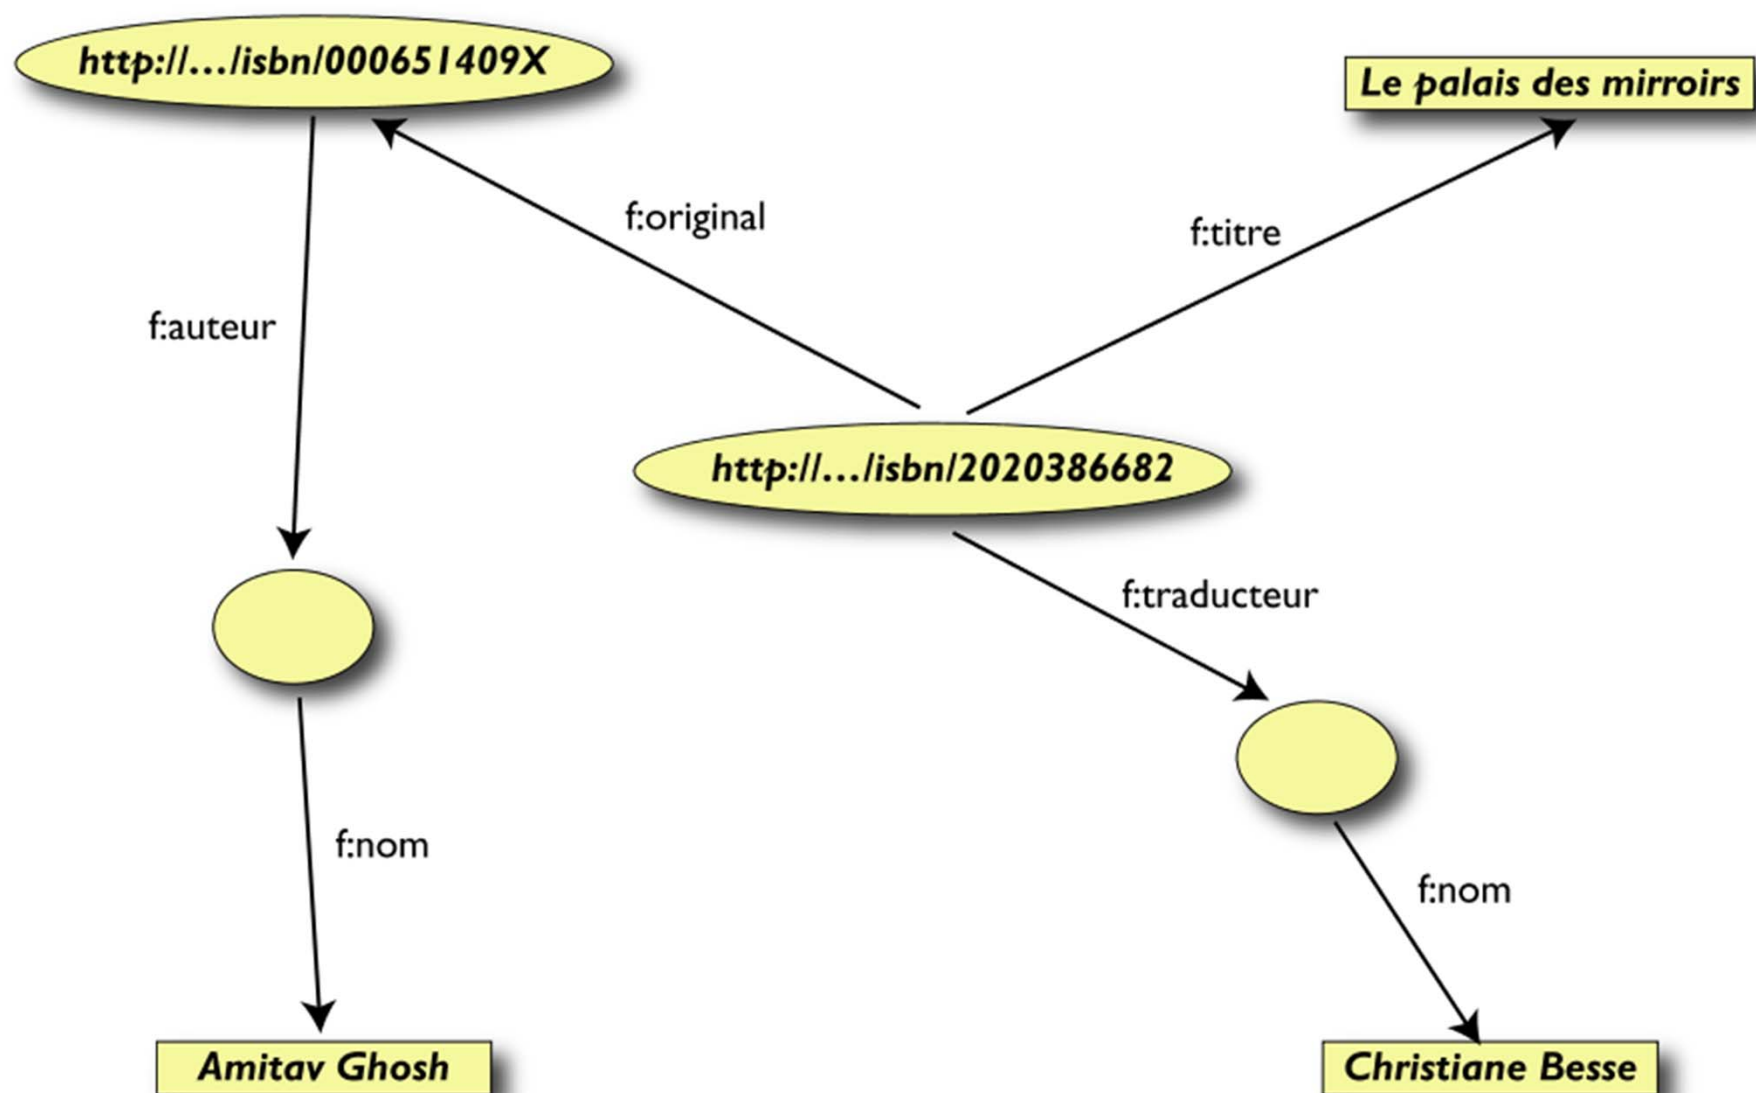 http://.../isbn/000651409X
Le palais des mirroirs
f:original
f:titre
f:auteur
http://.../isbn/2020386682
f:traducteur
f:nom
f:nom
Amitav Ghosh
Christiane Besse